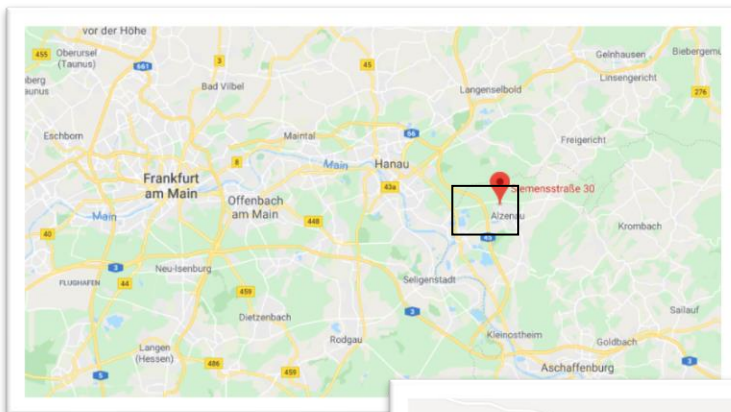 vor der Höhe
455
Oberursel
(Taunus)
661
3
45
Gelnhausen
Biebergemü
Linsengericht
Bad Vilbel
Langenselbold
276
Eschborn
Maintal
66
Freigericht
8
Main
Hanau
Frankfurt
am Main
43a
Siemensstraße 30
Offenbach
am Main
Alzenau
448
45
Krombach
Main
40
3
Neu-Isenburg
FLUGHAFEN
44
459
Seligenstadt
3
Dietzenbach
Sailauf
Rodgau
Kleinostheim
Goldbach
Langen
(Hessen)
486
459
3
5
Aschaffenburg